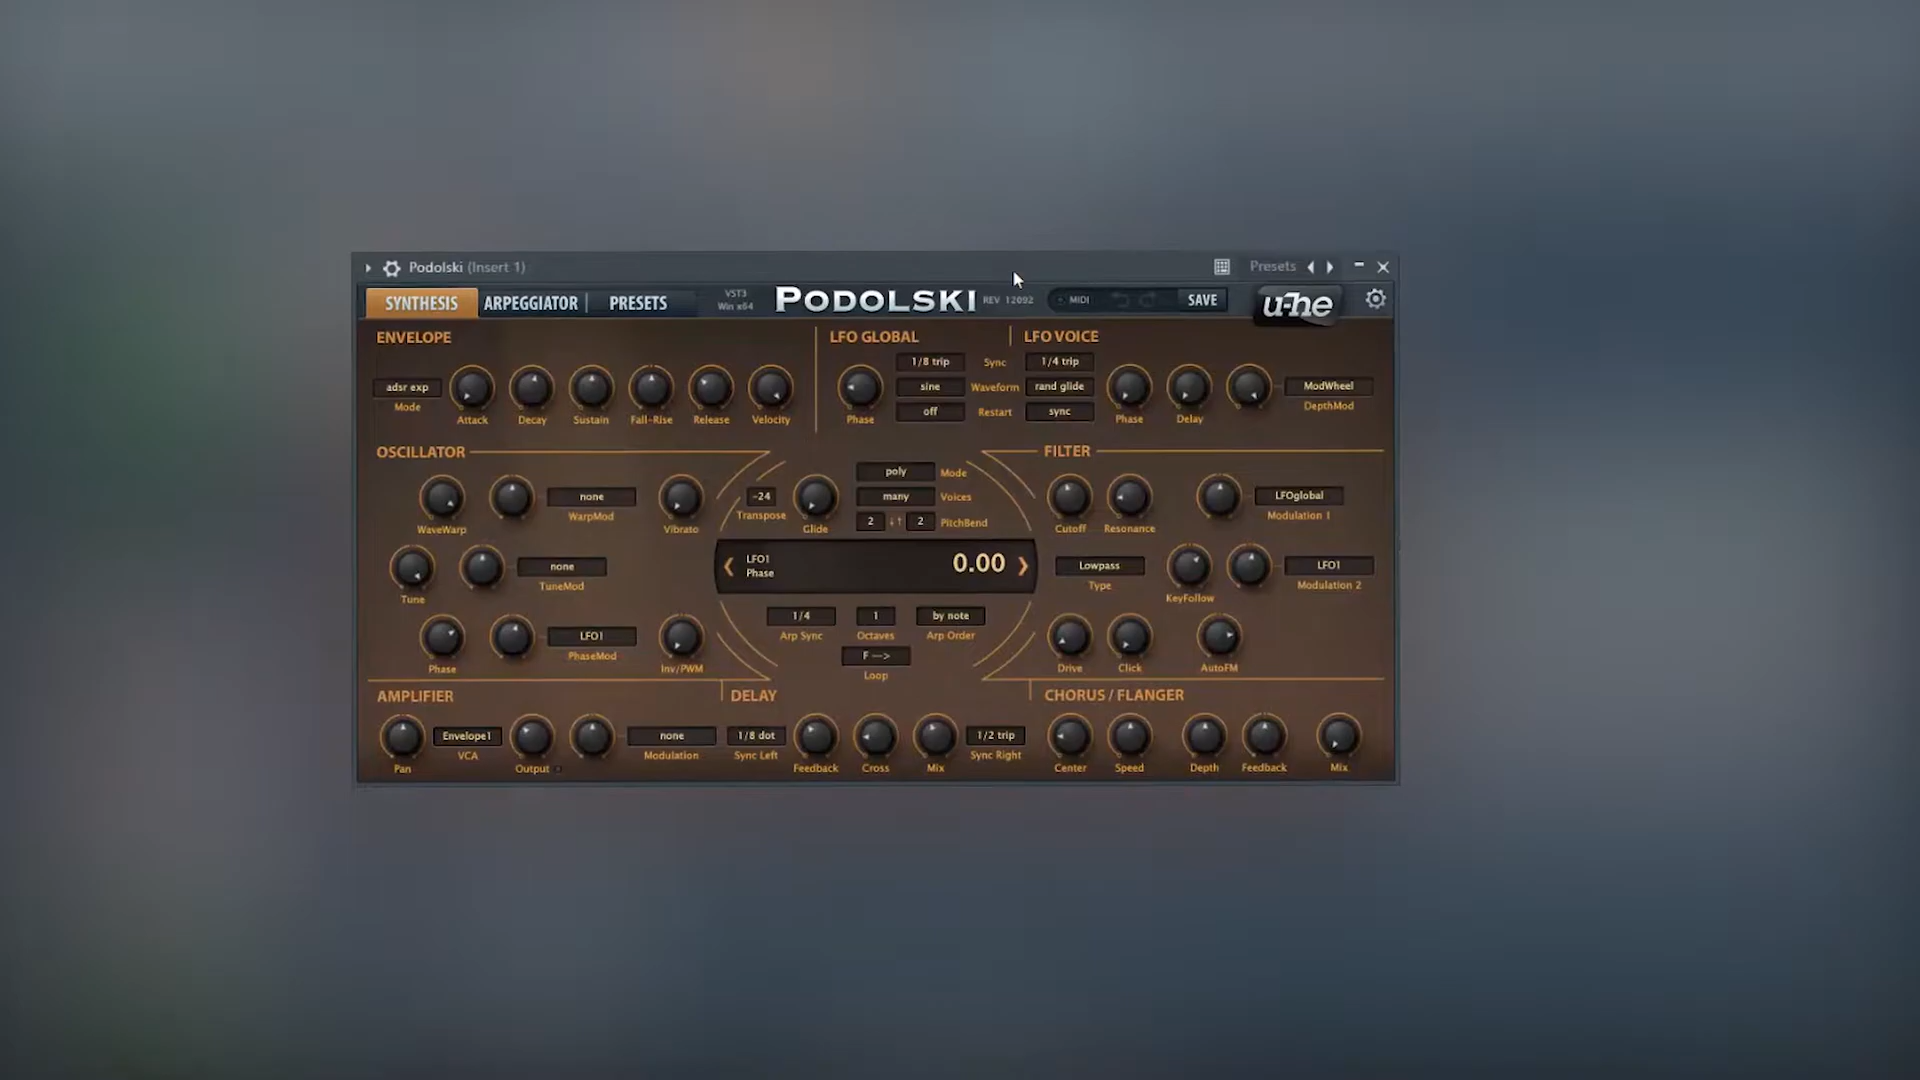 Podolski (Insert 1)
Presets
SYNTHESIS
ARPEGGIATOR
PRESETS
VST3
Win x64
PODOLSKI
REV 12092
MIDI
SAVE
u-he
ENVELOPE
adsr exp
Mode
Attack
Decay
Sustain
Fall-Rise
Release
Velocity
LFO GLOBAL
Phase
1/8 trip
Sync
sine
Waveform
off
Restart
LFO VOICE
1/4 trip
rand glide
sync
Phase
Delay
ModWheel
DepthMod
OSCILLATOR
WaveWarp
none
WarpMod
Vibrato
Tune
none
TuneMod
Phase
LFO1
PhaseMod
Inv/PWM
-24
Transpose
Glide
poly
Mode
many
Voices
2 ↓↑ 2
PitchBend
LFO1
Phase
0.00
1/4
Arp Sync
1
Octaves
by note
Arp Order
F -->
Loop
FILTER
Cutoff
Resonance
LFOglobal
Modulation 1
Lowpass
Type
KeyFollow
LFO1
Modulation 2
Drive
Click
AutoFM
AMPLIFIER
Pan
Envelope1
VCA
Output
none
Modulation
DELAY
1/8 dot
Sync Left
Feedback
Cross
Mix
1/2 trip
Sync Right
CHORUS / FLANGER
Center
Speed
Depth
Feedback
Mix